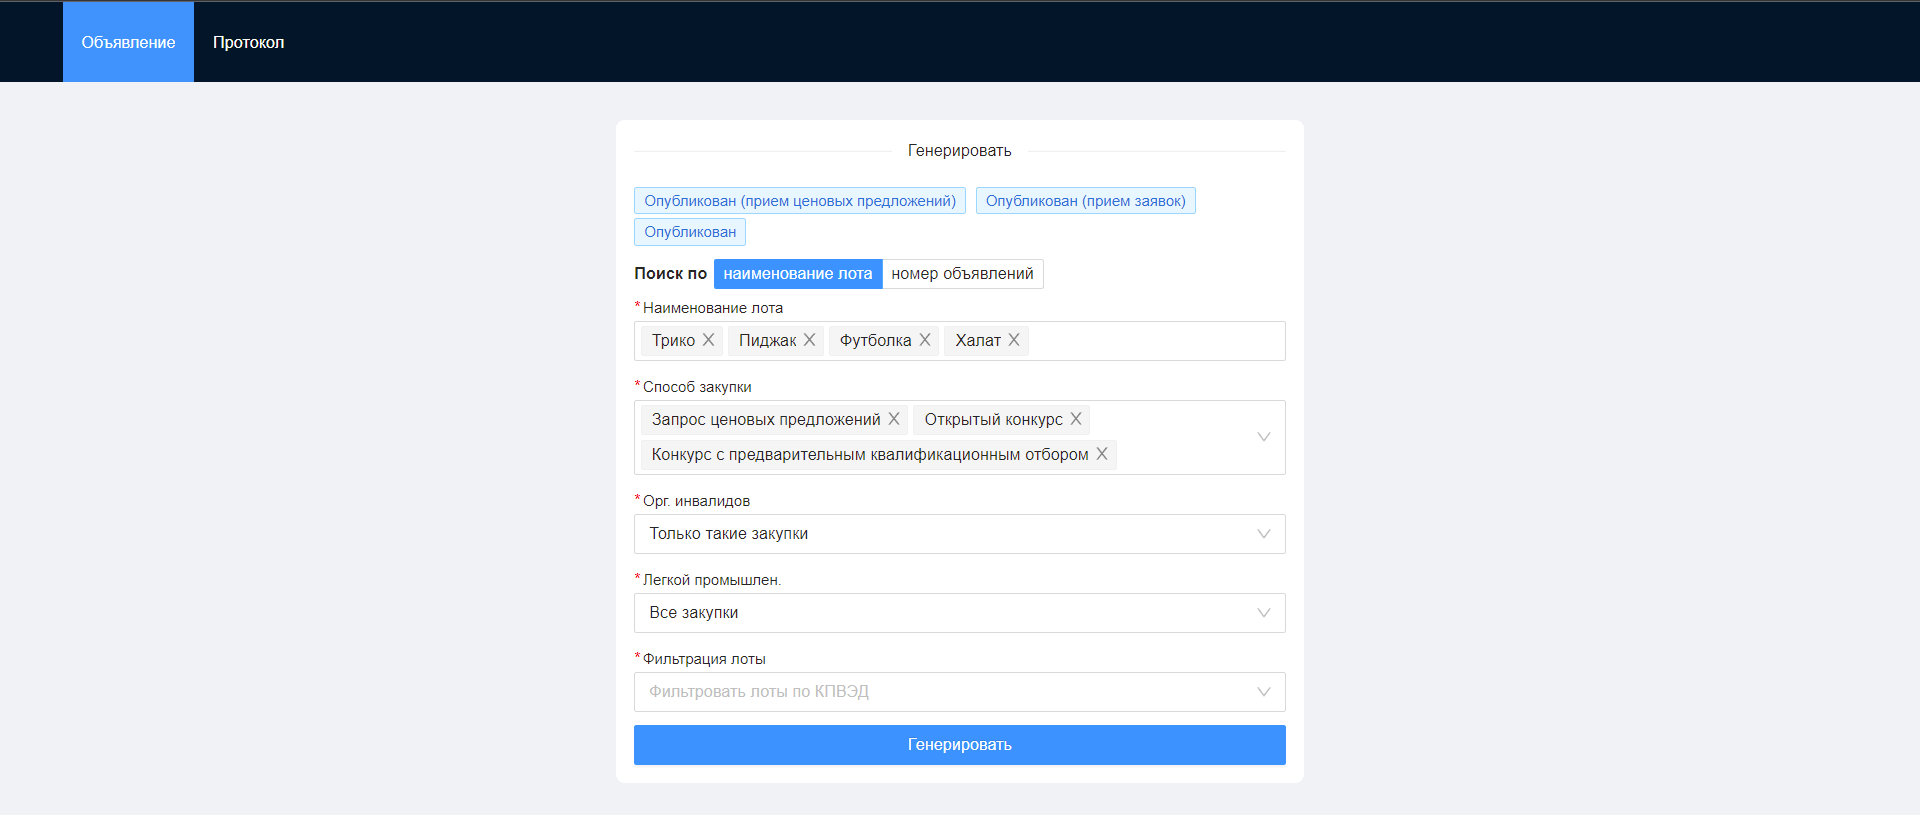 Объявление Протокол
Генерировать
Опубликован (прием ценовых предложений) Опубликован (прием заявок)
Опубликован
Поиск по наименование лота номер объявлений
* Наименование лота
Трико Пиджак Футболка Халат
* Способ закупки
Запрос ценовых предложений Открытый конкурс
Конкурс с предварительным квалификационным отбором
* Орг. инвалидов
Только такие закупки
* Легкой промышлен.
Все закупки
* Фильтрация лоты
Фильтровать лоты по КПВЭД
Генерировать